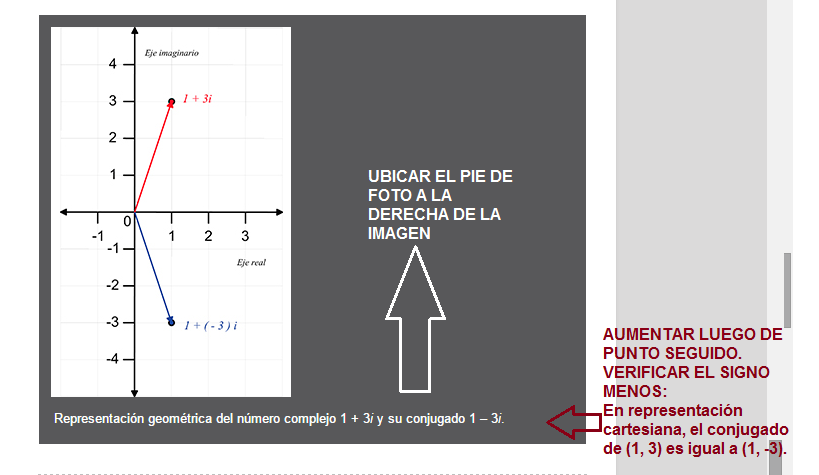 Eje imaginario
4
3
1 + 3i
2
1
0
-1 1 2 3
-1
Eje real
-2
-3
1 + ( - 3 ) i
-4
UBICAR EL PIE DE
FOTO A LA
DERECHA DE LA
IMAGEN
Representación geométrica del número complejo 1 + 3i y su conjugado 1 – 3i.
AUMENTAR LUEGO DE
PUNTO SEGUIDO.
VERIFICAR EL SIGNO
MENOS:
En representación
cartesiana, el conjugado
de (1, 3) es igual a (1, -3).